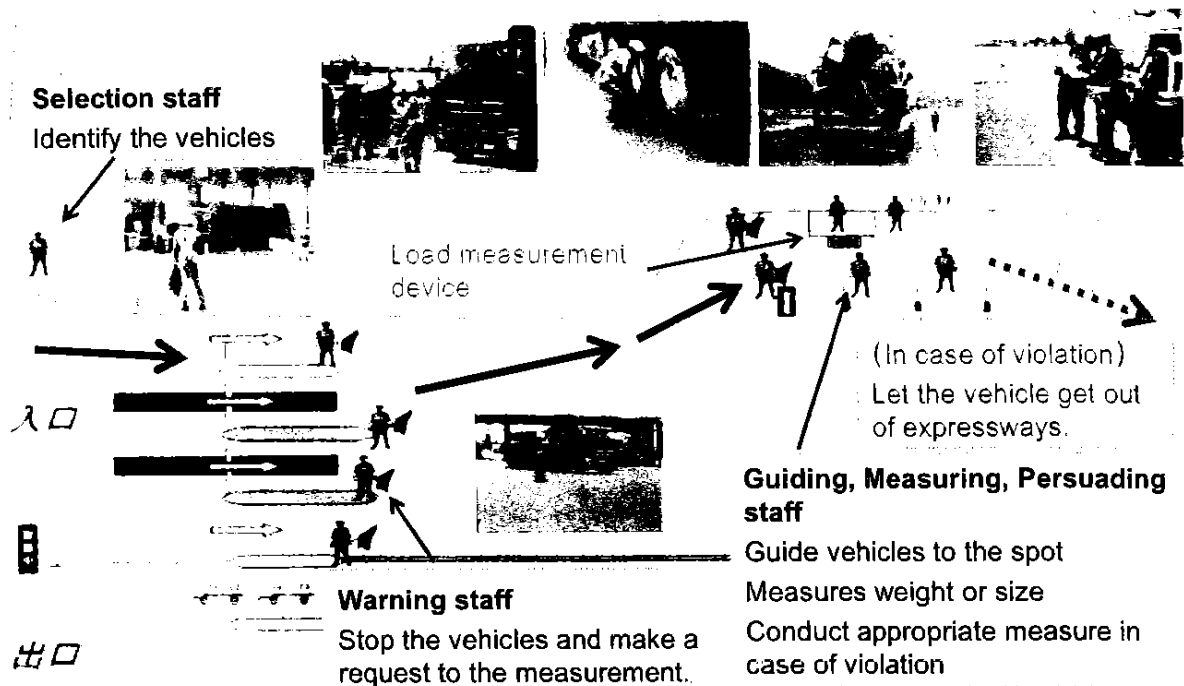 Selection staff
Identify the vehicles
Load measurement
device
(In case of violation)
Let the vehicle get out
of expressways.
入口
Guiding, Measuring, Persuading
staff
Guide vehicles to the spot
Measures weight or size
Conduct appropriate measure in
case of violation
Warning staff
Stop the vehicles and make a
request to the measurement.
出口